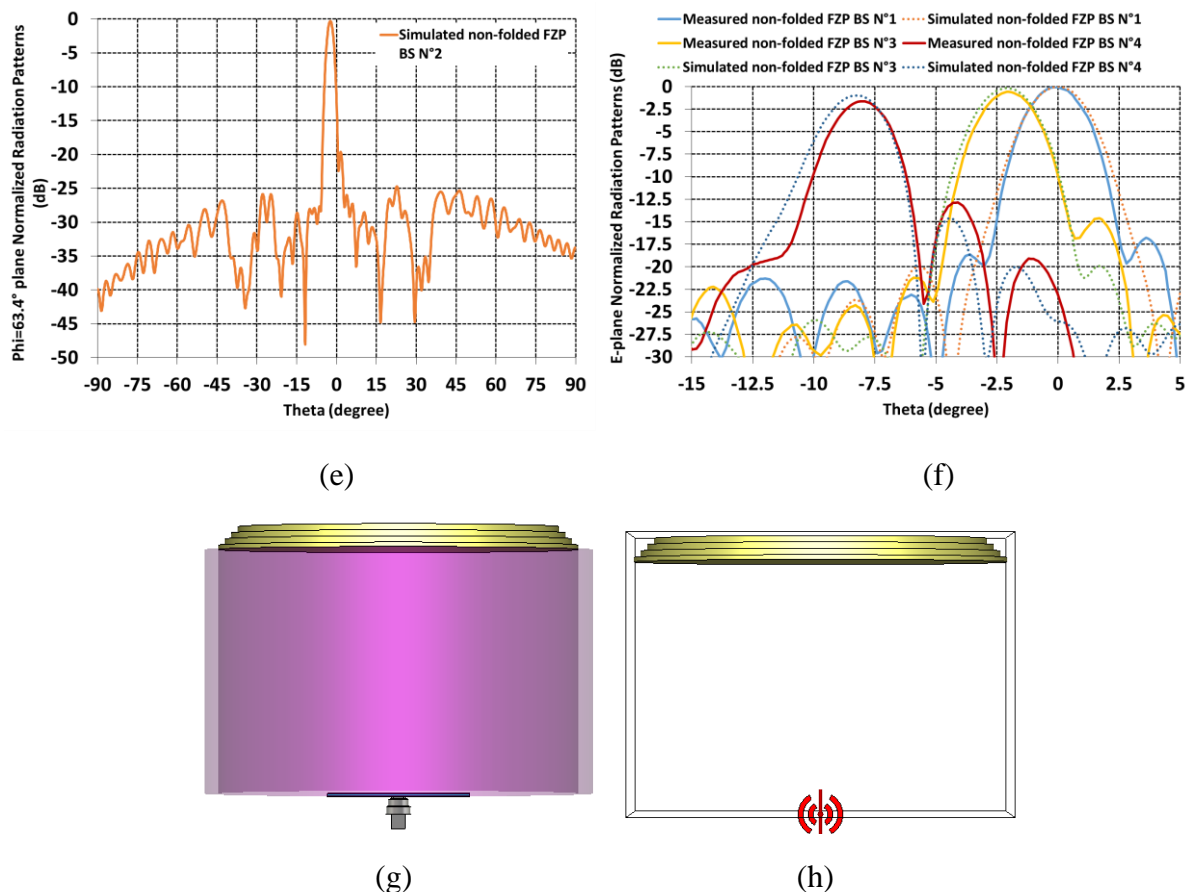 Phi=63.4° plane Normalized Radiation Patterns
(dB)
0
-5
-10
-15
-20
-25
-30
-35
-40
-45
-50
Simulated non-folded FZP
BS N°2
-90 -75 -60 -45 -30 -15 0 15 30 45 60 75 90
Theta (degree)
Measured non-folded FZP BS N°1 Simulated non-folded FZP BS N°1
Measured non-folded FZP BS N°3 Measured non-folded FZP BS N°4
Simulated non-folded FZP BS N°3 Simulated non-folded FZP BS N°4
E-plane Normalized Radiation Patterns (dB)
0
-2.5
-5
-7.5
-10
-12.5
-15
-17.5
-20
-22.5
-25
-27.5
-30
-15 -12.5 -10 -7.5 -5 -2.5 0 2.5 5
Theta (degree)
(e) (f)
(g) (h)